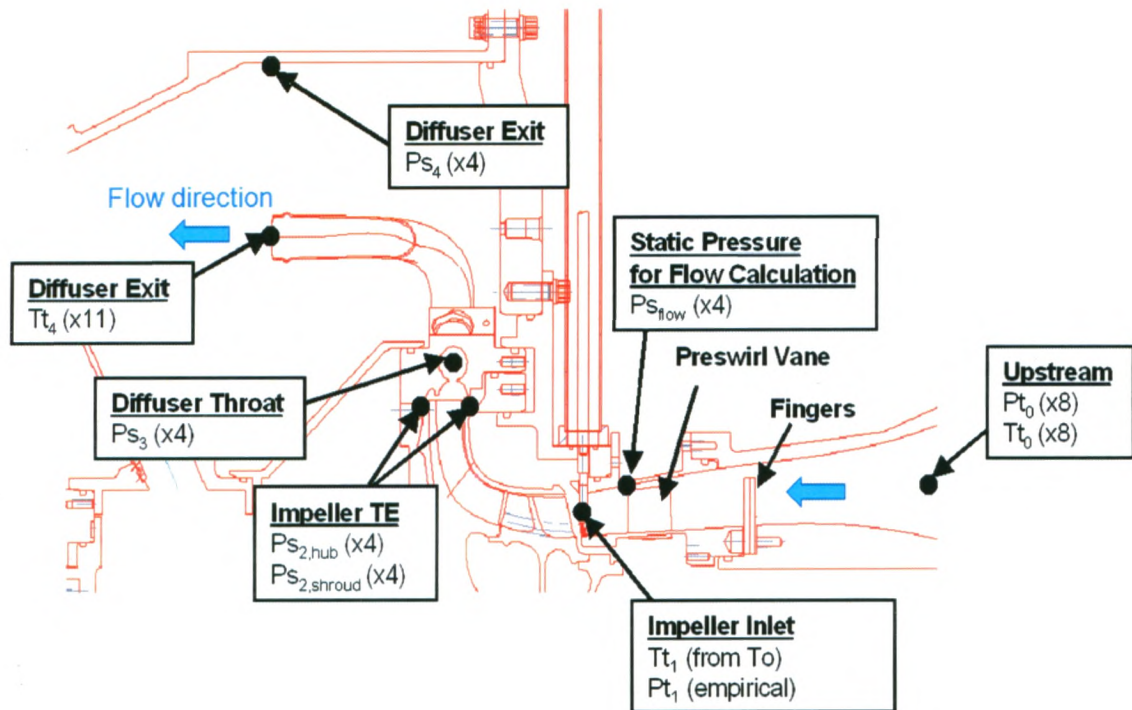 Diffuser Exit
Ps4 (x4)
Flow direction
Diffuser Exit
Tt4 (x11)
Static Pressure
for Flow Calculation
Psflow (x4)
Preswirl Vane
Fingers
Upstream
Pt0 (x8)
Tt0 (x8)
Diffuser Throat
Ps3 (x4)
Impeller TE
Ps2,hub (x4)
Ps2,shroud (x4)
Impeller Inlet
Tt1 (from To)
Pt1 (empirical)